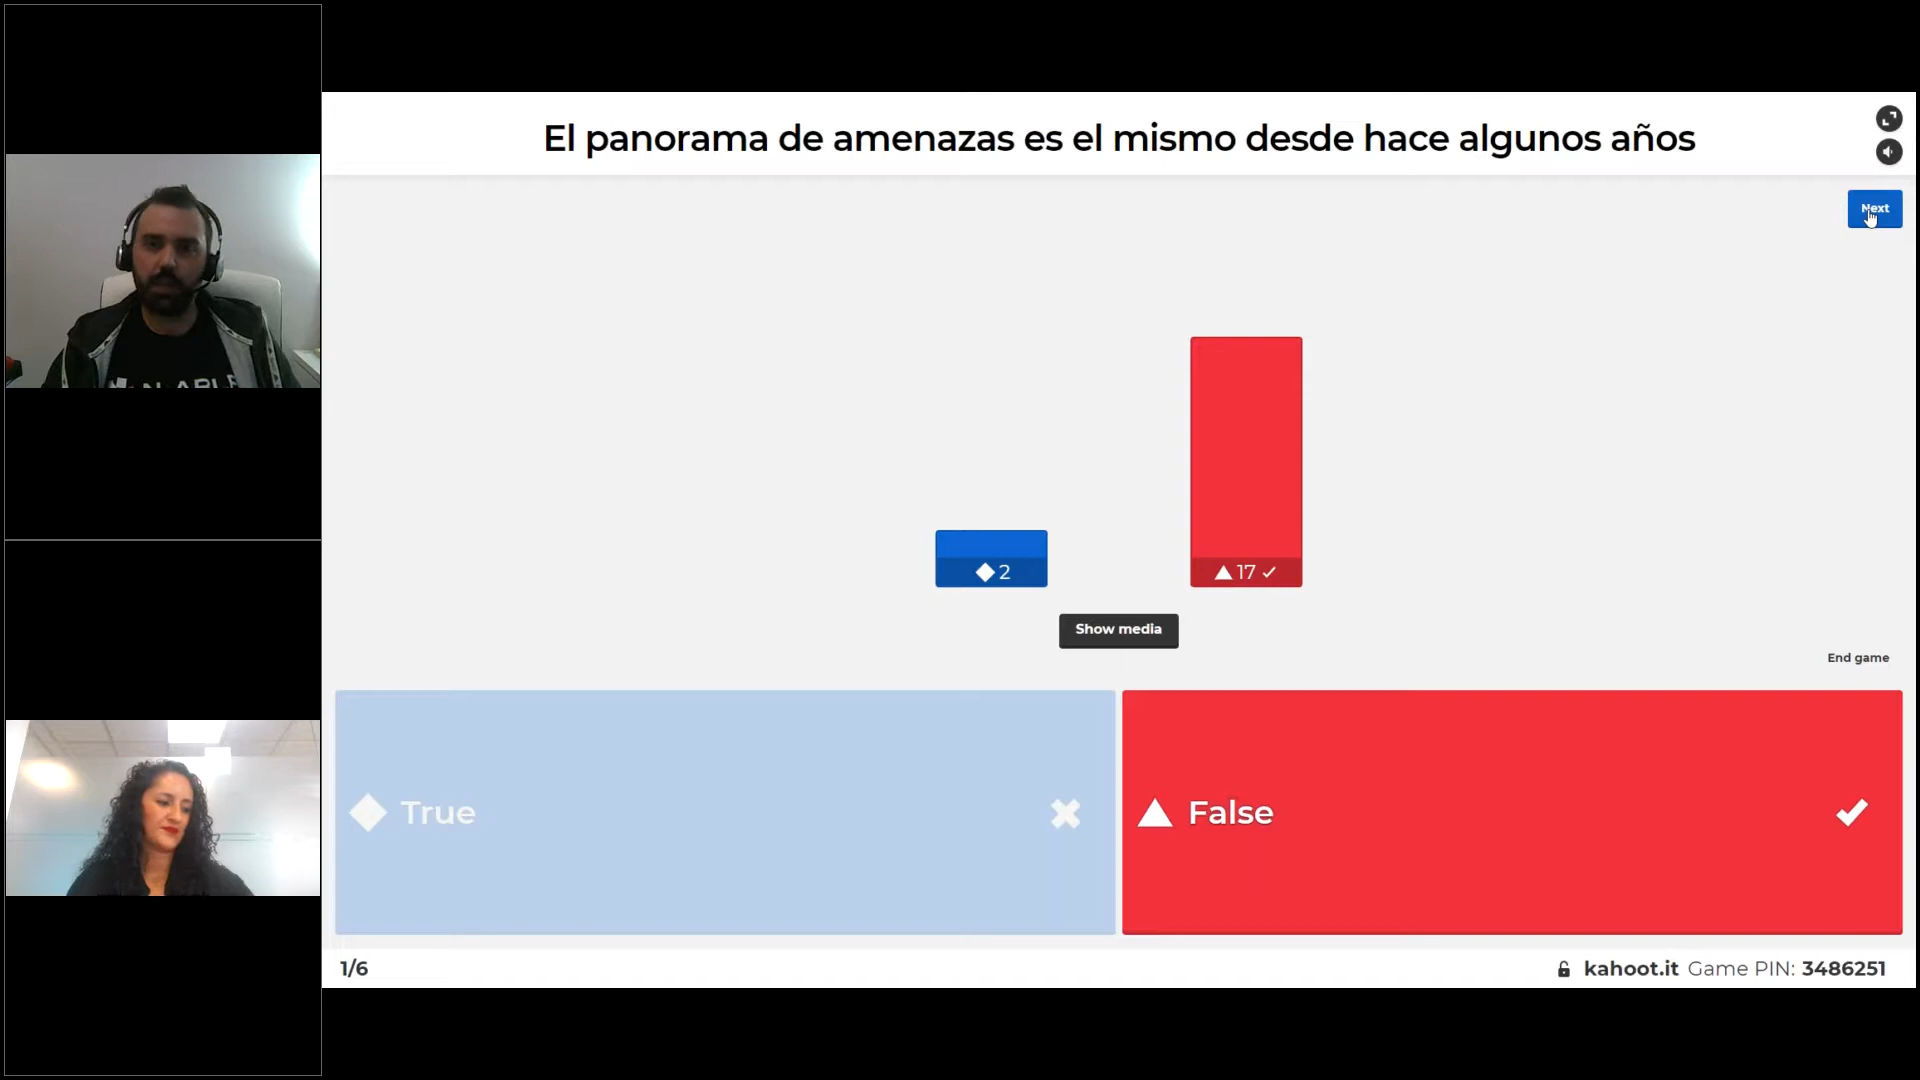 El panorama de amenazas es el mismo desde hace algunos años
Next
2
17
Show media
End game
True
False
1/6
kahoot.it Game PIN: 3486251